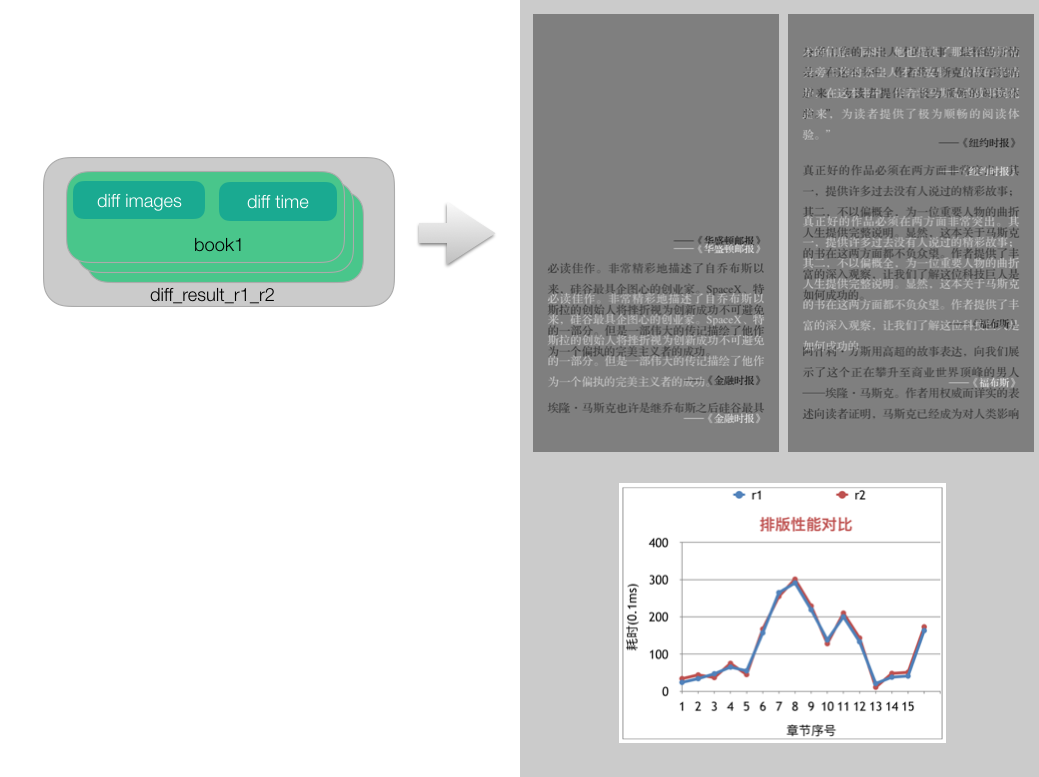 diff images
diff time
book1
diff_result_r1_r2
——《华盛顿邮报》
——《华盛顿邮报》
必读佳作。非常精彩地描述了自乔布斯以
来，硅谷最具企图心的创业家。SpaceX、特
必读佳作。非常精彩地描述了自乔布斯以
斯拉的创始人将挫折视为创新成功不可避免
来，硅谷最具企图心的创业家。SpaceX、特
的一部分。但是一部伟大的传记描绘了他作
斯拉的创始人将挫折视为创新成功不可避免
为一个偏执的完美主义者的成功。
的一部分。但是一部伟大的传记描绘了他作
——《金融时报》
为一个偏执的完美主义者的成功
埃隆·马斯克也许是继乔布斯之后硅谷最具
——《金融时报》
来，为读者提供了极为顺畅的阅读体
验。”
——《纽约时报》
真正好的作品必须在两方面非常突出。其
——《纽约时报》
一，提供许多过去没有人说过的精彩故事；
其二，不以偏概全，为一位重要人物的曲折
真正好的作品必须在两方面非常突出。其
人生提供完整说明。显然，这本关于马斯克
一，提供许多过去没有人说过的精彩故事；
的书在这两方面都不负众望。作者提供了丰
其二，不以偏概全，为一位重要人物的曲折
富的深入观察，让我们了解这位科技巨人是
人生提供完整说明。显然，这本关于马斯克
如何成功的。
的书在这两方面都不负众望。作者提供了丰
富的深入观察，让我们了解这位科技巨人是
——《福布斯》
如何成功的
阿什利·万斯用高超的故事表达，向我们展
示了这个正在攀升至商业世界顶峰的男人
——《福布斯》
——埃隆·马斯克。作者用权威而详实的表
述向读者证明，马斯克已经成为对人类影响
r1 r2
排版性能对比
400
300
200
100
0
耗时(0.1ms)
1 2 3 4 5 6 7 8 9 10 11 12 13 14 15
章节序号